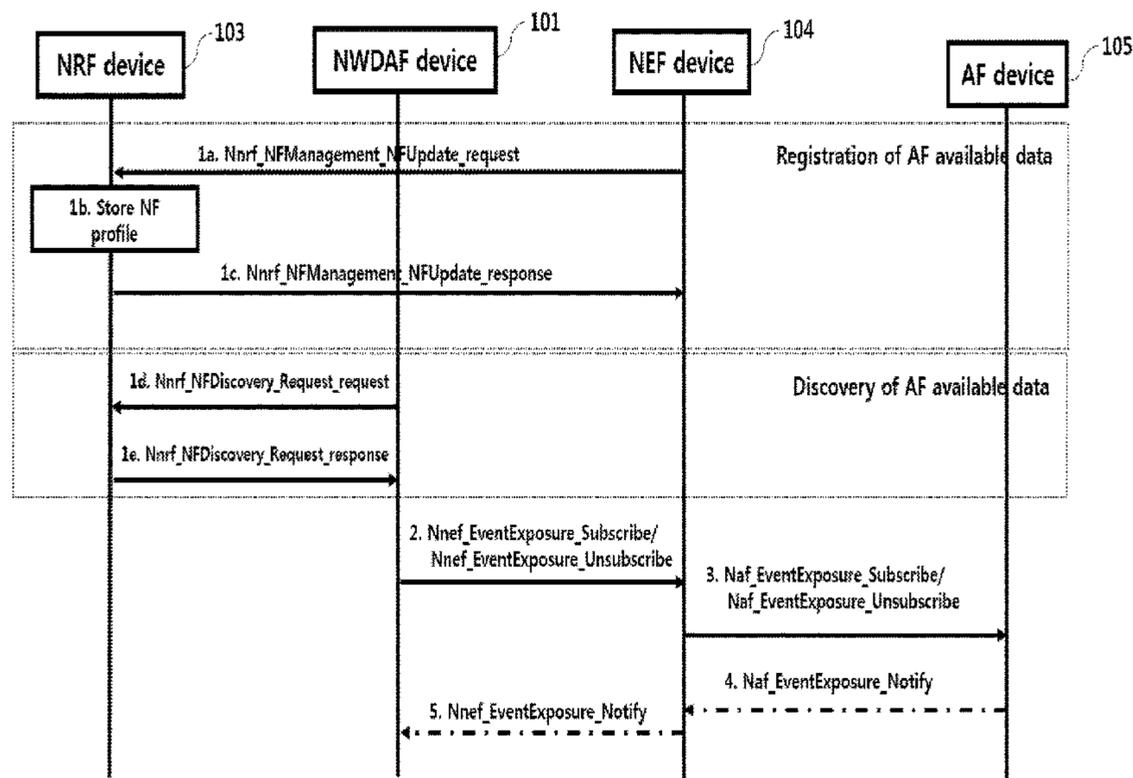 103
101
104
105
NRF device
NWDAF device
NEF device
AF device
1a. Nnrf_NFManagement_NFUpdate_request
Registration of AF available data
1b. Store NF
profile
1c. Nnrf_NFManagement_NFUpdate_response
1d. Nnrf_NFDiscovery_Request_request
Discovery of AF available data
1e. Nnrf_NFDiscovery_Request_response
2. Nnef_EventExposure_Subscribe/
Nnef_EventExposure_Unsubscribe
3. Naf_EventExposure_Subscribe/
Naf_EventExposure_Unsubscribe
4. Naf_EventExposure_Notify
5. Nnef_EventExposure_Notify